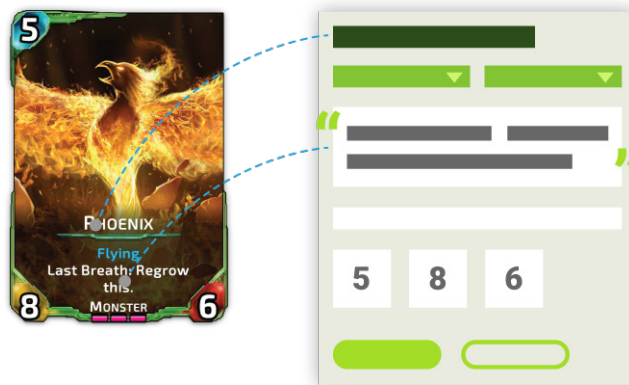 5
PHOENIX
Flying
Last Breath: Regrow
this.
MONSTER
8
6
“
”
5 8 6